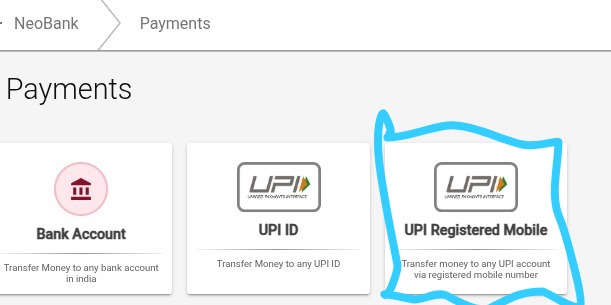 NeoBank
Payments
Payments
UPI
UNIFIED PAYMENTS INTERFACE
UPI
UNIFIED PAYMENTS INTERFACE
Bank Account
UPI ID
UPI Registered Mobile
Transfer Money to any bank account
in india
Transfer Money to any UPI ID
Transfer money to any UPI account
via registered mobile number